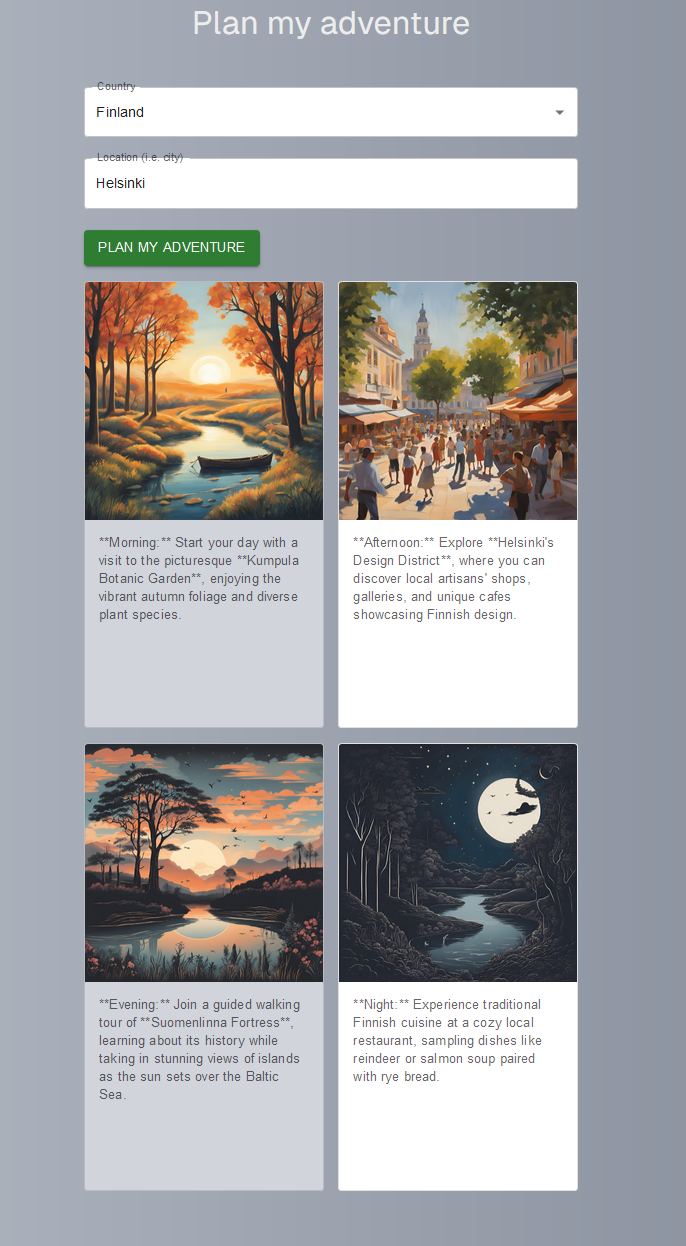 Plan my adventure
Country
Finland
Location (i.e. city)
Helsinki
PLAN MY ADVENTURE
**Morning:** Start your day with a
visit to the picturesque **Kumpula
Botanic Garden**, enjoying the
vibrant autumn foliage and diverse
plant species.
**Afternoon:** Explore **Helsinki's
Design District**, where you can
discover local artisans' shops,
galleries, and unique cafes
showcasing Finnish design.
**Evening:** Join a guided walking
tour of **Suomenlinna Fortress**,
learning about its history while
taking in stunning views of islands
as the sun sets over the Baltic
Sea.
**Night:** Experience traditional
Finnish cuisine at a cozy local
restaurant, sampling dishes like
reindeer or salmon soup paired
with rye bread.